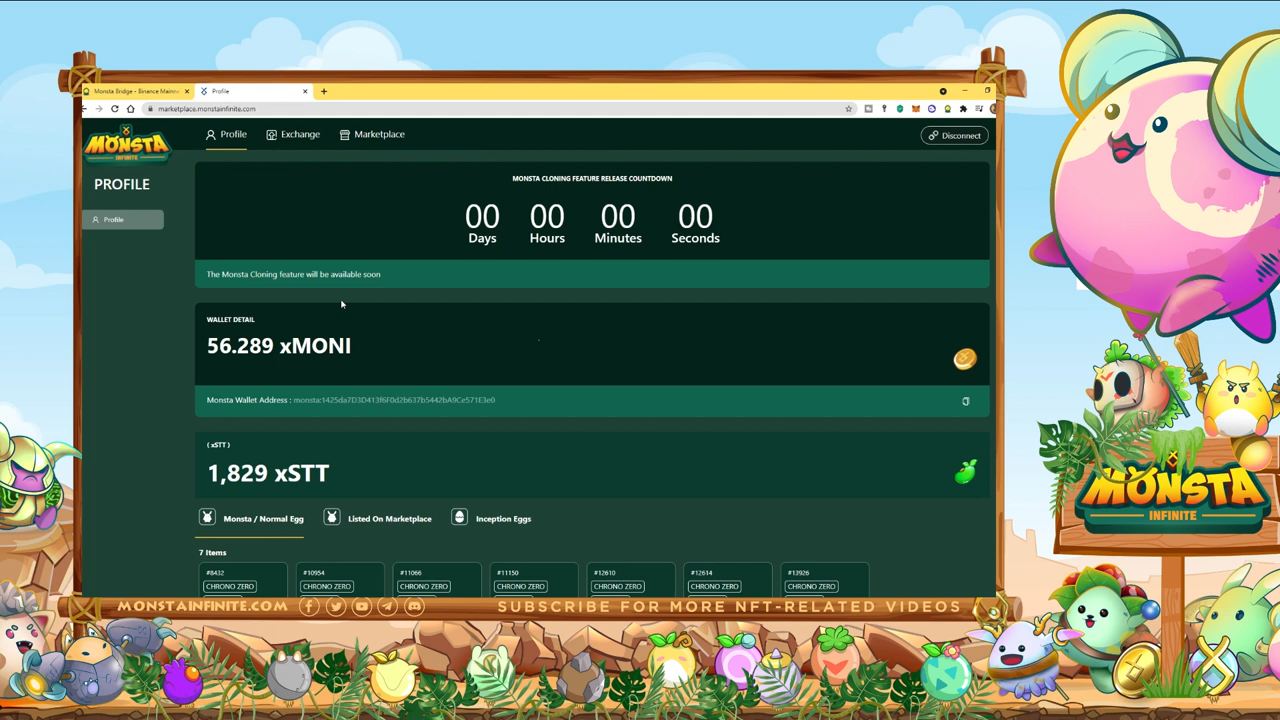 Monsta Bridge - Binance Mainn
Profile
marketplace.monstainfinite.com
MONSTA
INFINITE
Profile
Exchange
Marketplace
Disconnect
PROFILE
Profile
MONSTA CLONING FEATURE RELEASE COUNTDOWN
00 00 00 00
Days Hours Minutes Seconds
The Monsta Cloning feature will be available soon
WALLET DETAIL
56.289 xMONI
Monsta Wallet Address :
( xSTT )
1,829 xSTT
Monsta / Normal Egg
Listed On Marketplace
Inception Eggs
7 Items
#8432 #10954 #11066 #11150 #12610 #12614 #13926
CHRONO ZERO CHRONO ZERO CHRONO ZERO CHRONO ZERO CHRONO ZERO CHRONO ZERO CHRONO ZERO
MONSTAINFINITE.COM
SUBSCRIBE FOR MORE NFT-RELATED VIDEOS
MONSTA
INFINITE